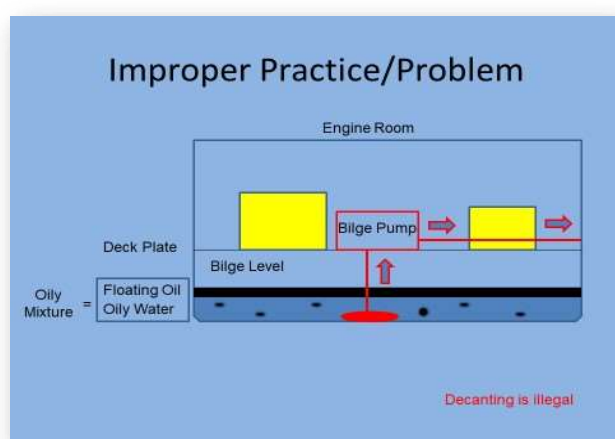 Improper Practice/Problem
Engine Room
Bilge Pump
Deck Plate
Bilge Level
Oily
Mixture
=
Floating Oil
Oily Water
Decanting is illegal